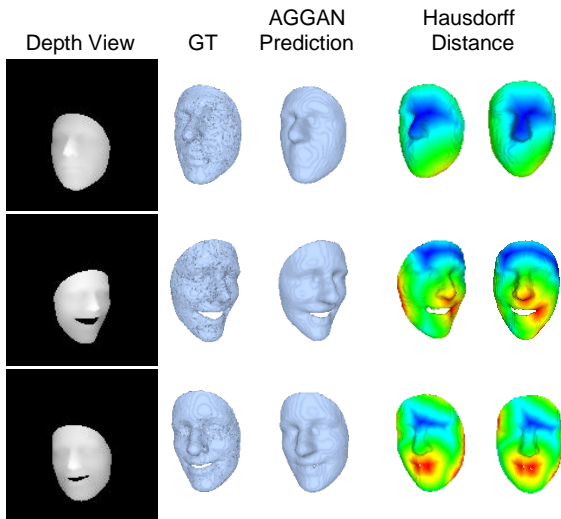 Depth View
GT
AGGAN
Prediction
Hausdorff
Distance